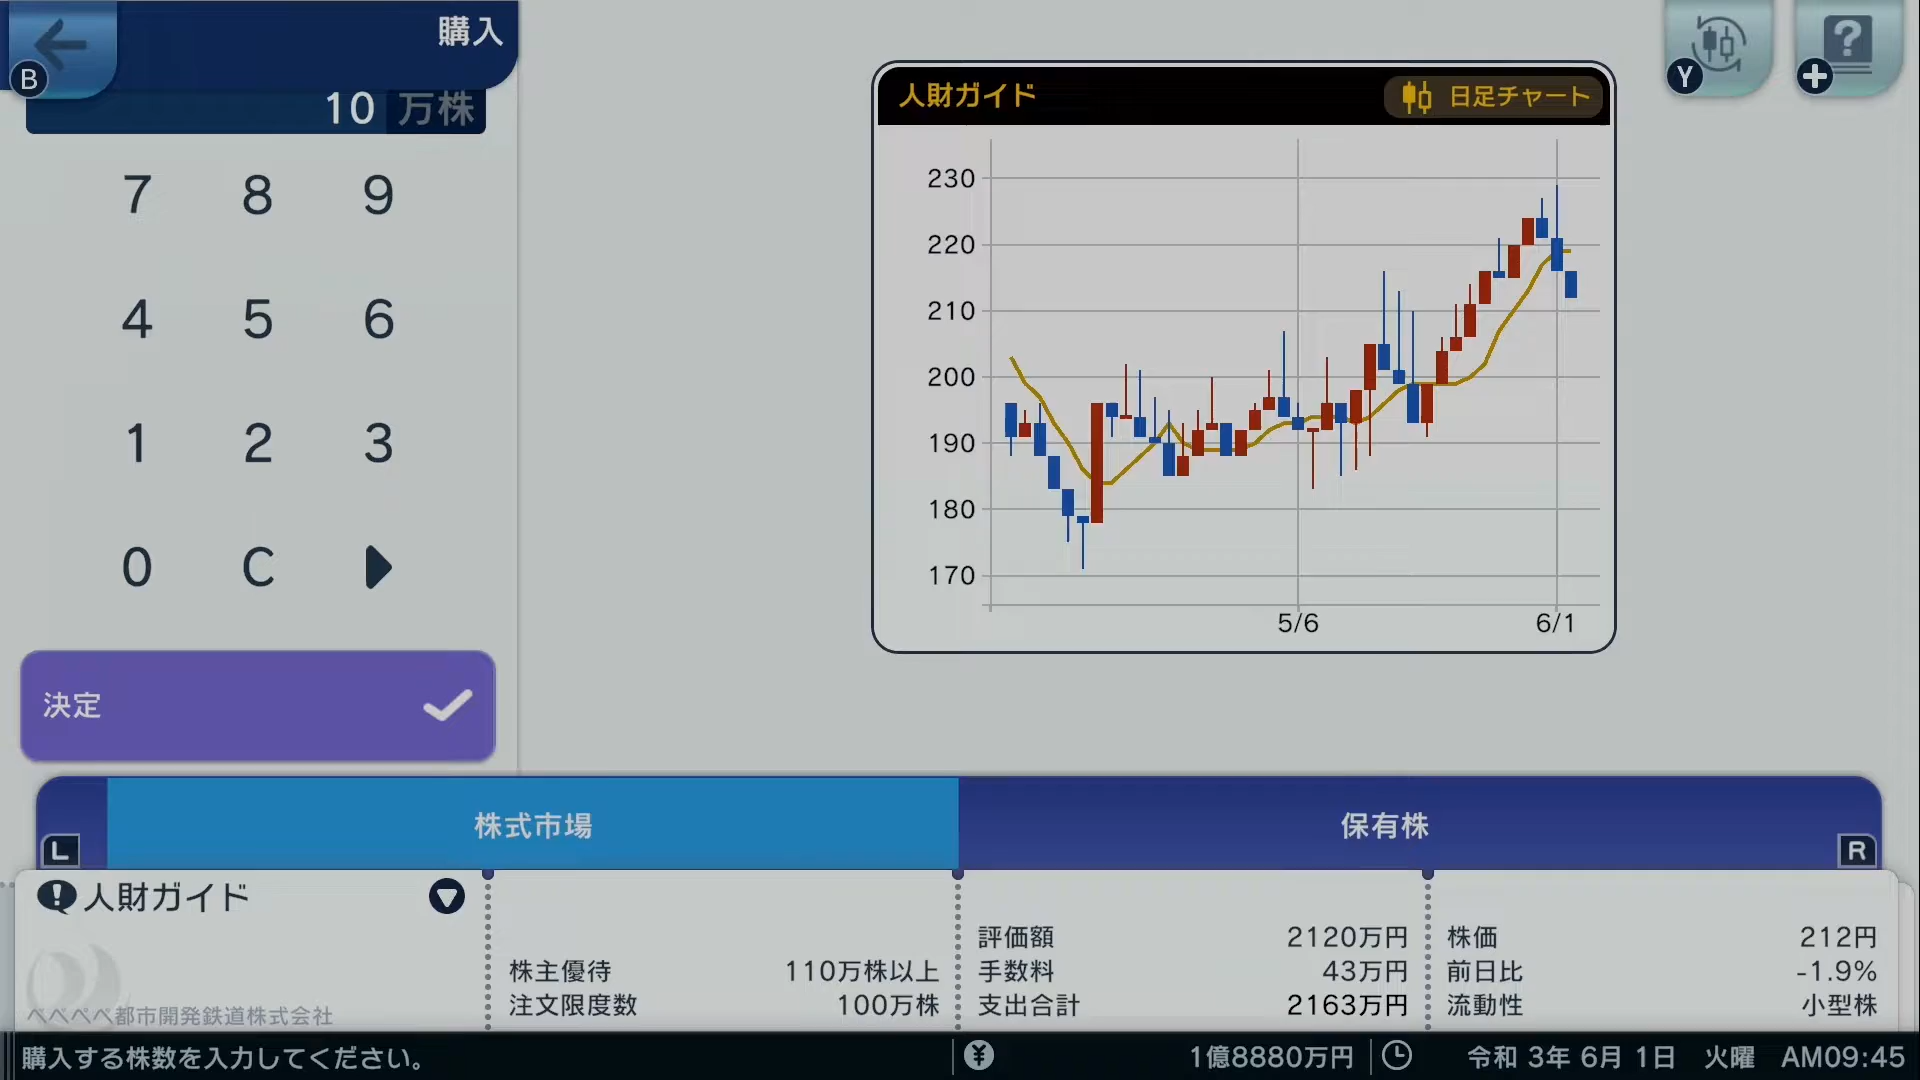 購入
B
10 万株
7 8 9
4 5 6
1 2 3
0 C
決定
人財ガイド
日足チャート
230
220
210
200
190
180
170
5/6 6/1
Y
?
+
L
株式市場
保有株
R
! 人財ガイド
ぺぺぺぺ都市開発鉄道株式会社
株主優待 110万株以上
注文限度数 100万株
評価額 2120万円
手数料 43万円
支出合計 2163万円
株価 212円
前日比 -1.9%
流動性 小型株
購入する株数を入力してください。
¥ 1億8880万円
令和 3年 6月 1日 火曜 AM09:45